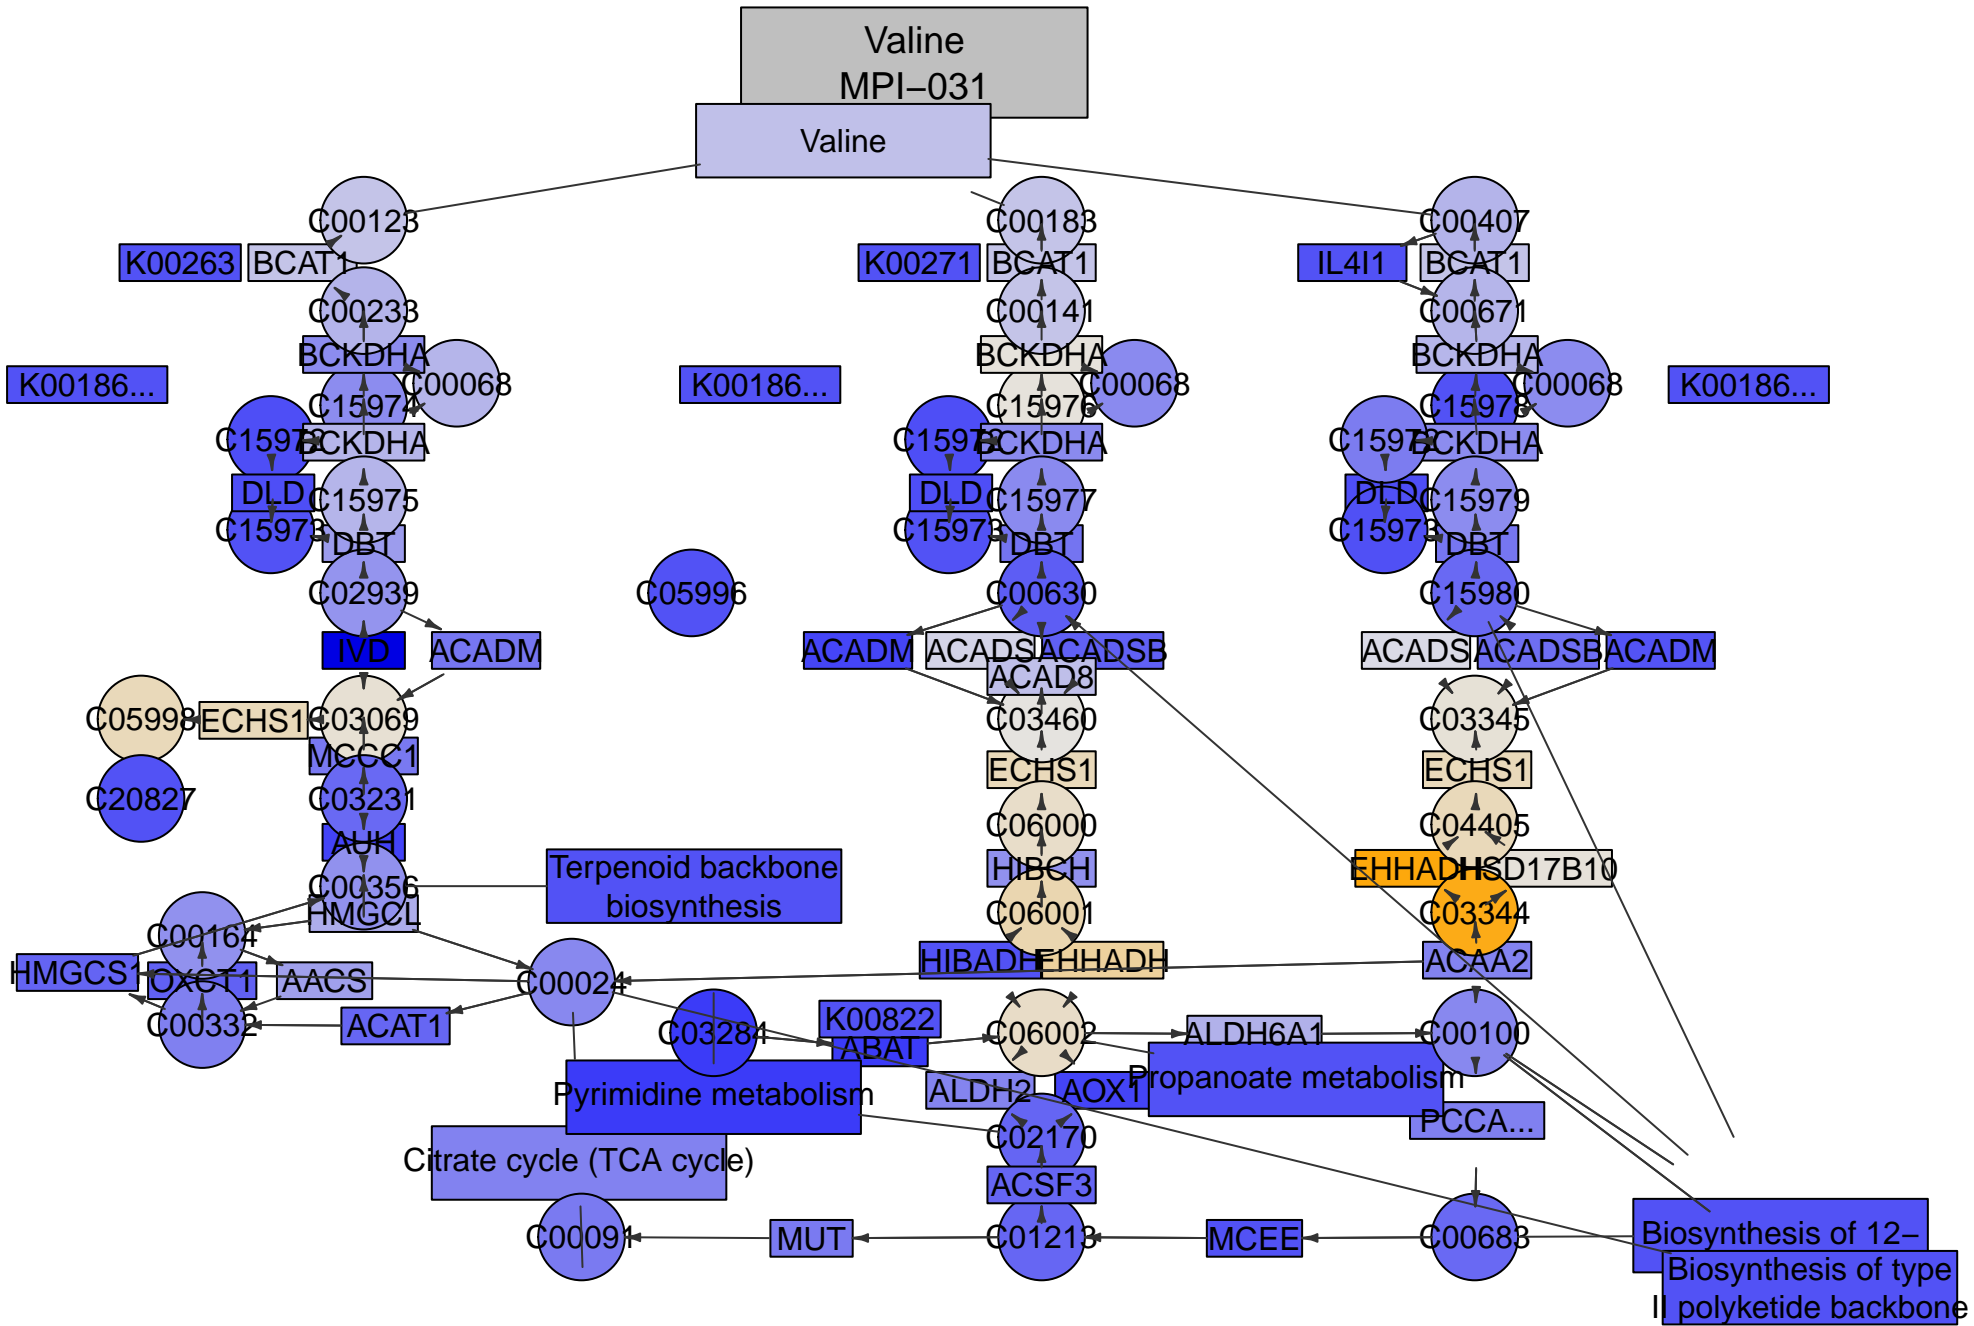 Valine
MPI−031
Valine
C00123
C00183
C00407
K00263
BCAT1
K00271
BCAT1
IL4I1
BCAT1
C00233
C00141
C00671
BCKDHA
BCKDHA
BCKDHA
K00186...
C00068
K00186...
C00068
C00068
K00186...
C15974
C15976
C15978
C15972
BCKDHA
C15972
BCKDHA
C15972
BCKDHA
DLD
C15975
DLD
C15977
DLD
C15979
C15973
DBT
C15973
DBT
C15973
DBT
C02939
C05996
C00630
C15980
IVD
ACADM
ACADM
ACADS
ACADSB
ACADS
ACADSB
ACADM
ACAD8
C05998
ECHS1
C03069
C03460
C03345
MCCC1
ECHS1
ECHS1
C20827
C03231
C06000
C04405
AUH
Terpenoid backbone
biosynthesis
HIBCH
EHHADH
HSD17B10
C00356
HMGCL
C06001
C03344
C00164
HIBADH
EHHADH
ACAA2
HMGCS1
OXCT1
AACS
C00024
C00332
ACAT1
C03284
K00822
ABAT
C06002
ALDH6A1
C00100
Pyrimidine metabolism
ALDH2
AOX1
Propanoate metabolism
PCCA...
C02170
Citrate cycle (TCA cycle)
ACSF3
C00091
MUT
C01213
MCEE
C00683
Biosynthesis of 12−
Biosynthesis of type
II polyketide backbone